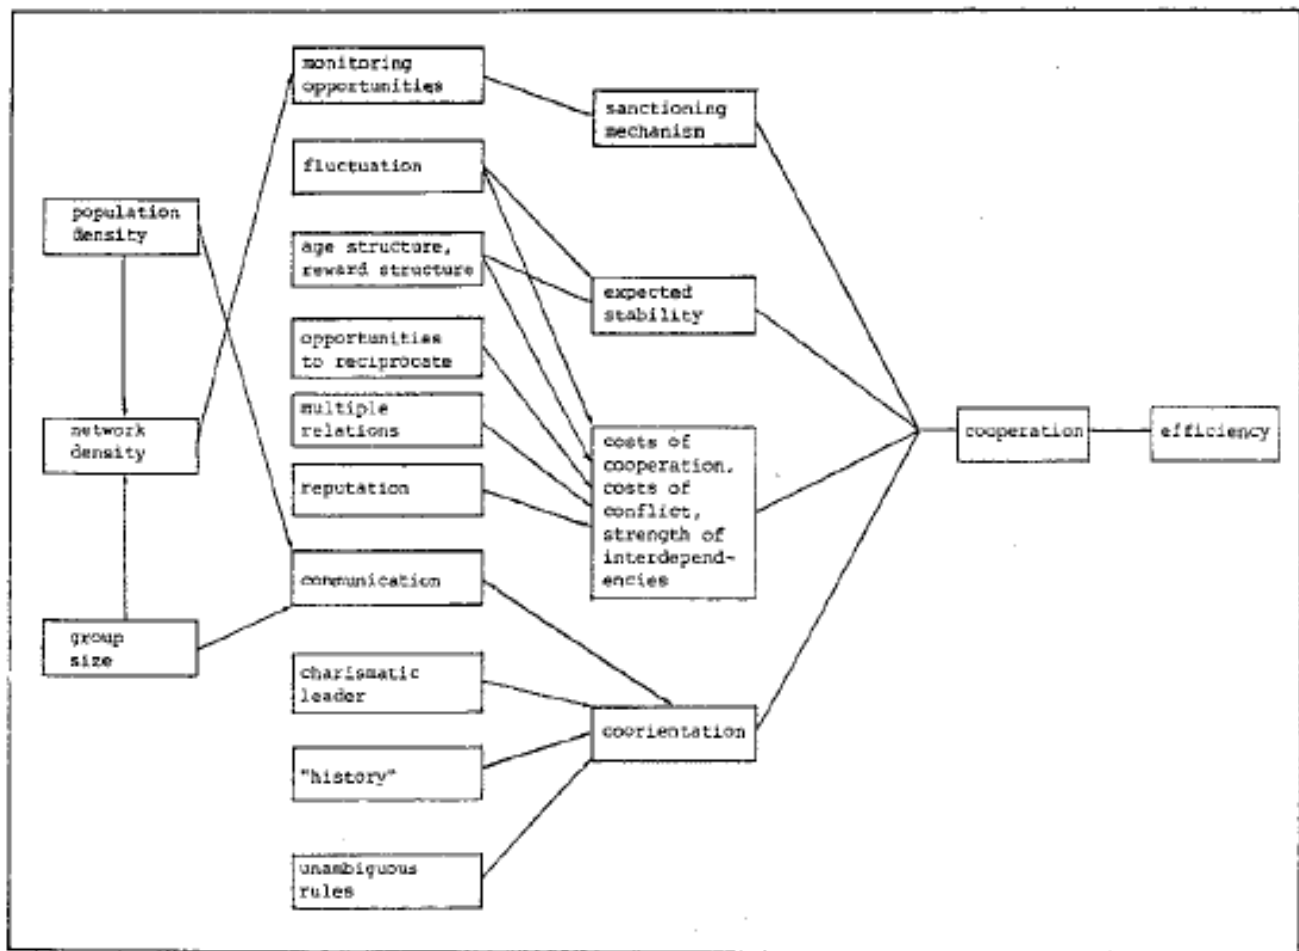 monitoring
opportunities
sanctioning
mechanism
fluctuation
population
density
age structure,
reward structure
expected
stability
opportunities
to reciprocate
multiple
relations
network
density
costs of
cooperation,
costs of
conflict,
strength of
interdepend-
encies
cooperation
efficiency
reputation
communication
group
size
charismatic
leader
coorientation
"history"
unambiguous
rules